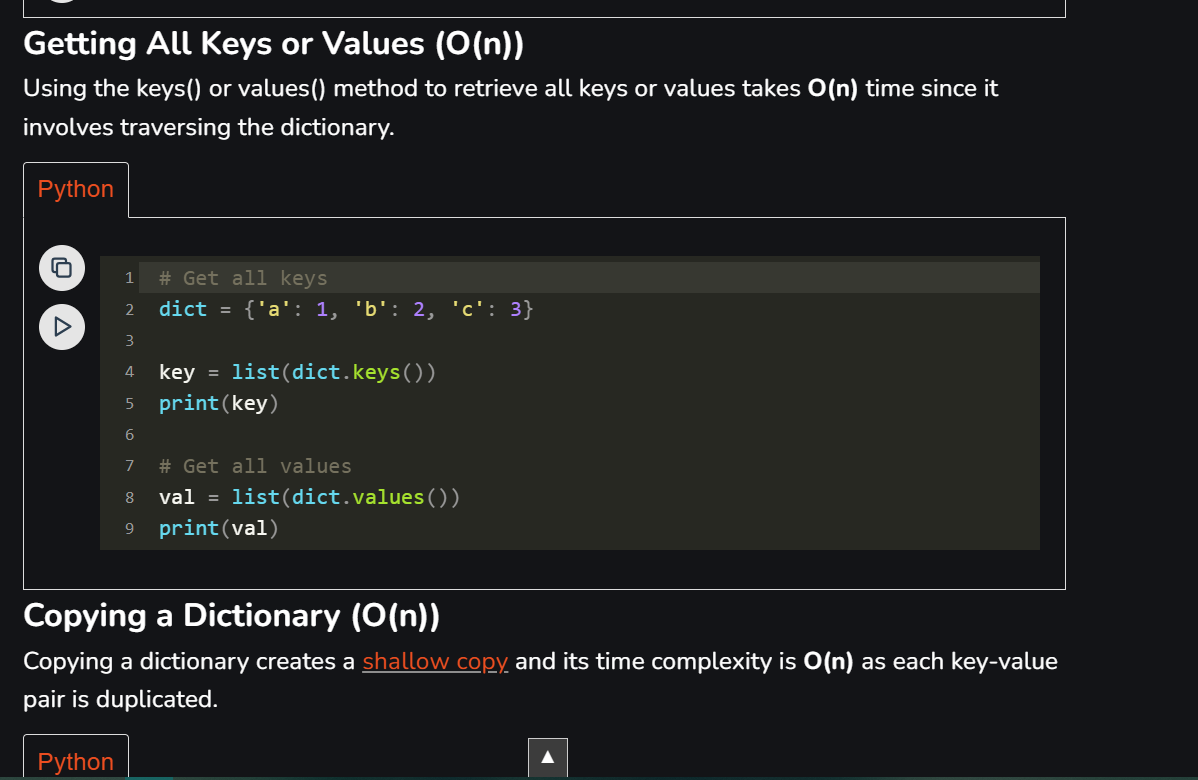 Getting All Keys or Values (O(n))
Using the keys() or values() method to retrieve all keys or values takes O(n) time since it
involves traversing the dictionary.
Python
1 # Get all keys
2 dict = {'a': 1, 'b': 2, 'c': 3}
3
4 key = list(dict.keys())
5 print(key)
6
7 # Get all values
8 val = list(dict.values())
9 print(val)
Copying a Dictionary (O(n))
Copying a dictionary creates a shallow copy and its time complexity is O(n) as each key-value
pair is duplicated.
Python